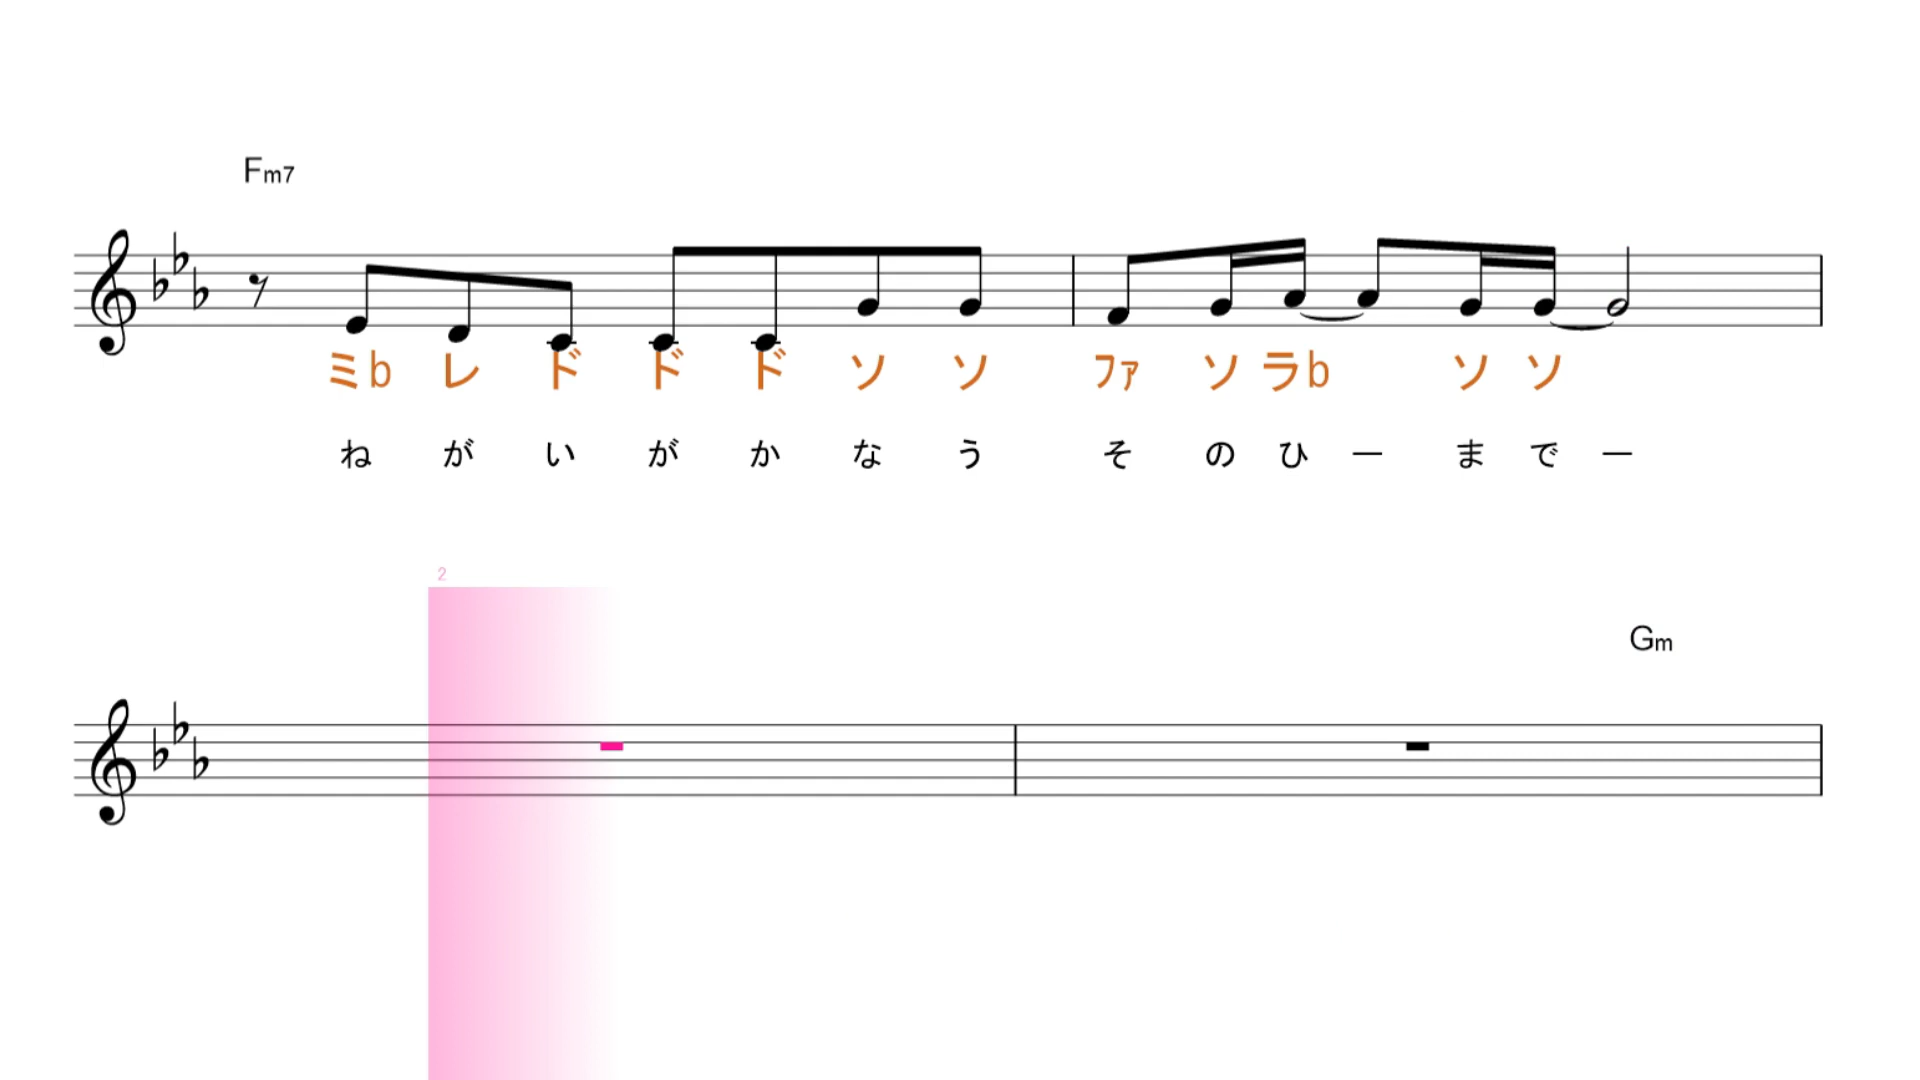 Fm7
ミb レ ド ド ド ソ ソ ファ ソ ラb ソ ソ
ね が い が か な う そ の ひ ー ま で ー
2
Gm